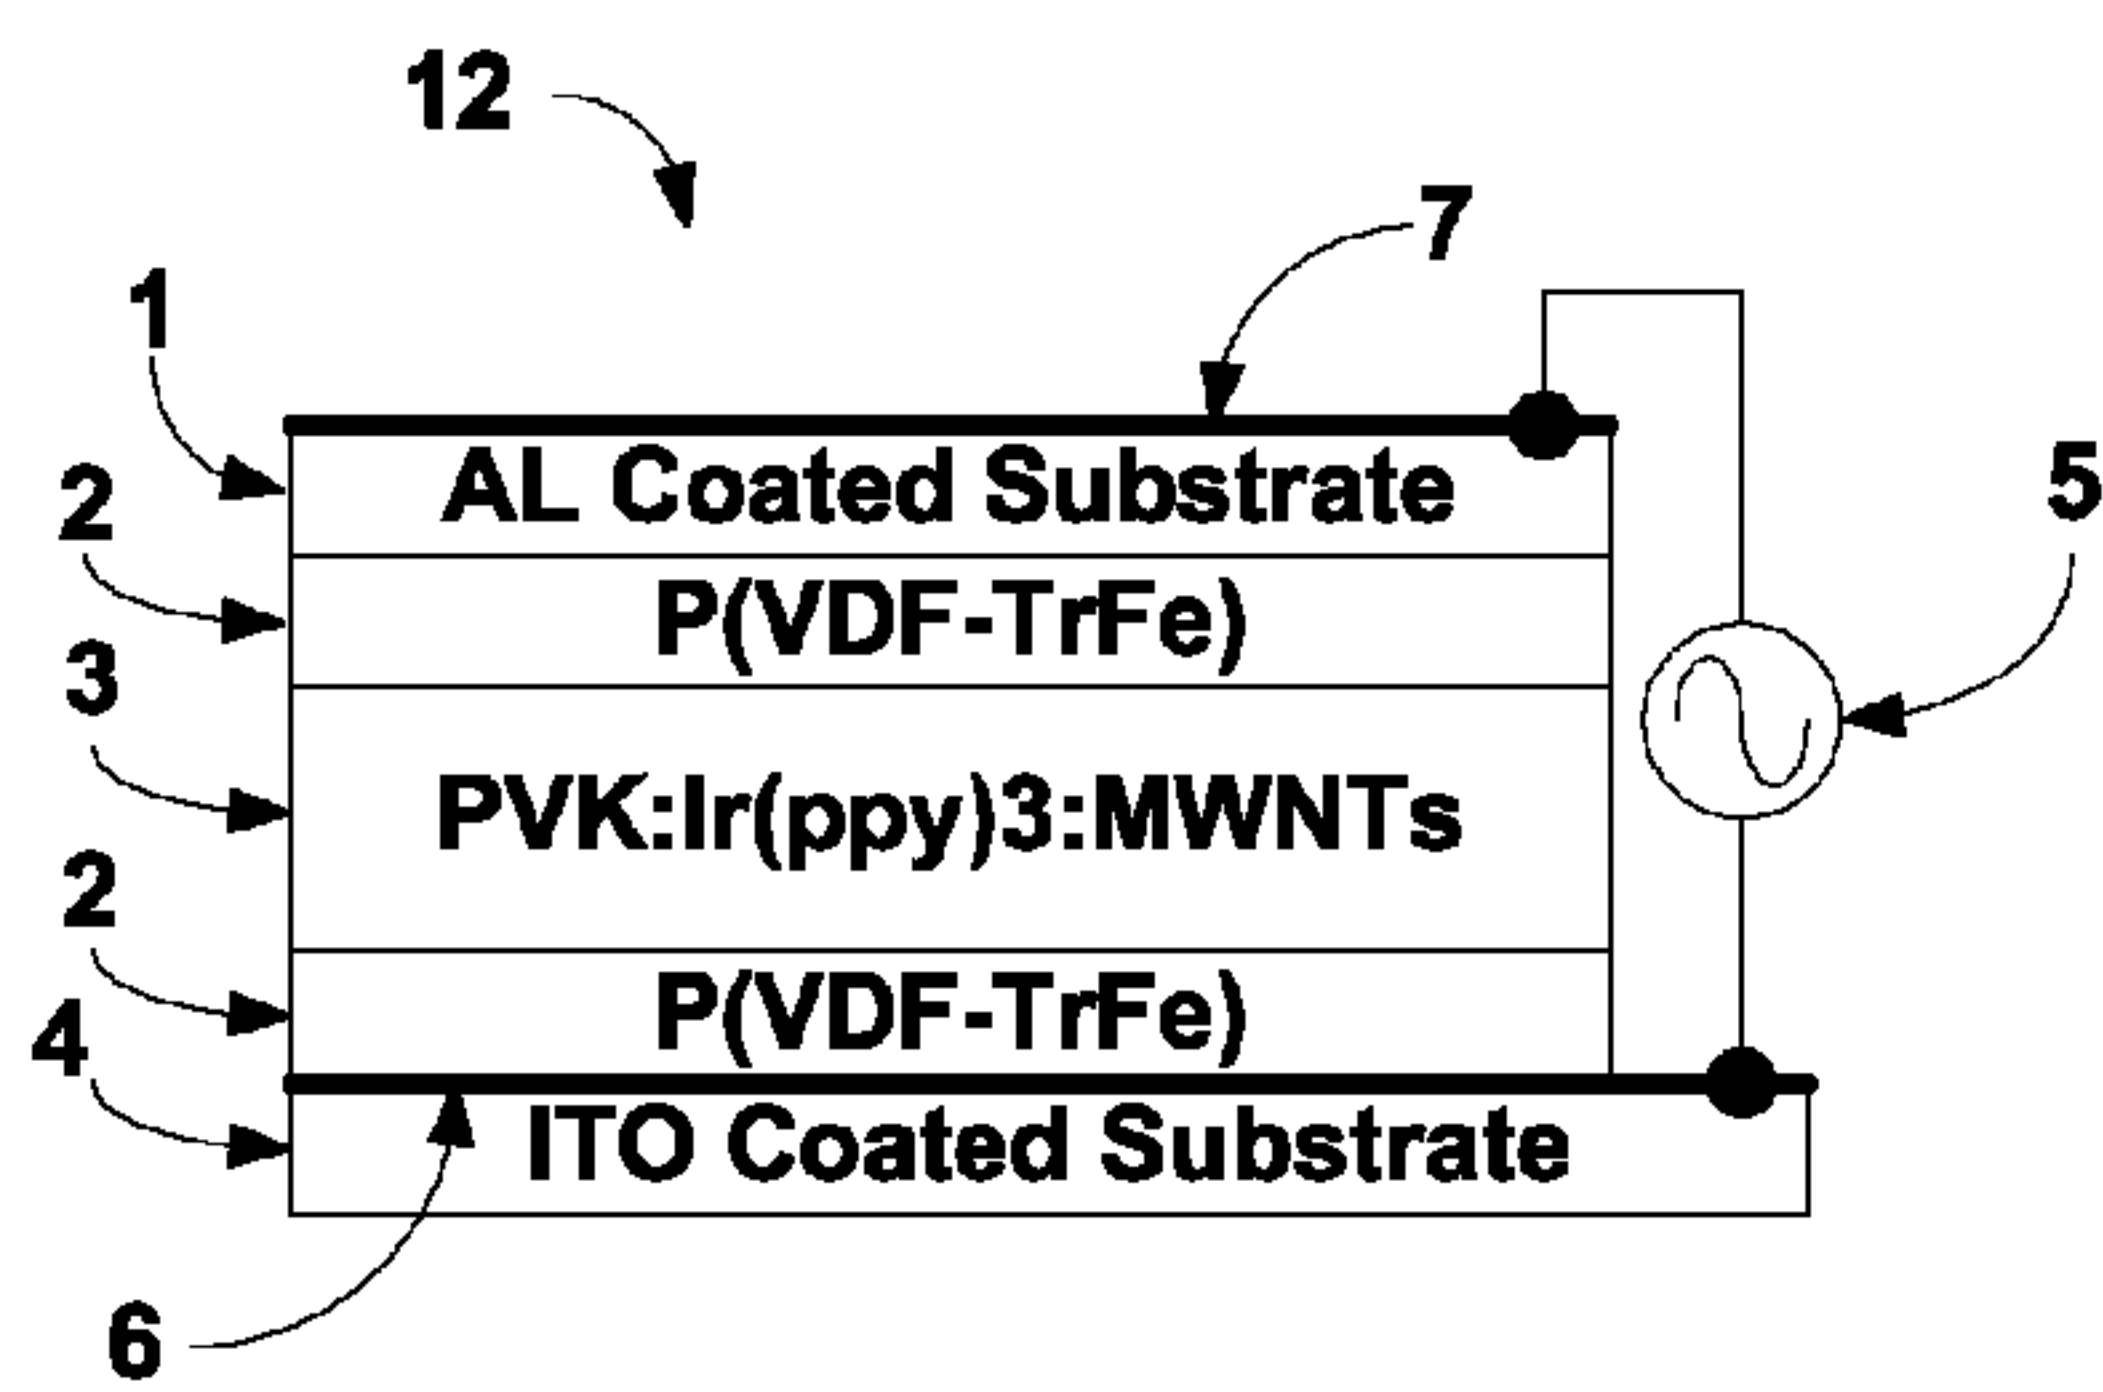 12
7
1
AL Coated Substrate
2
5
P(VDF-TrFe)
3
PVK:Ir(ppy)3:MWNTs
2
P(VDF-TrFe)
4
ITO Coated Substrate
6